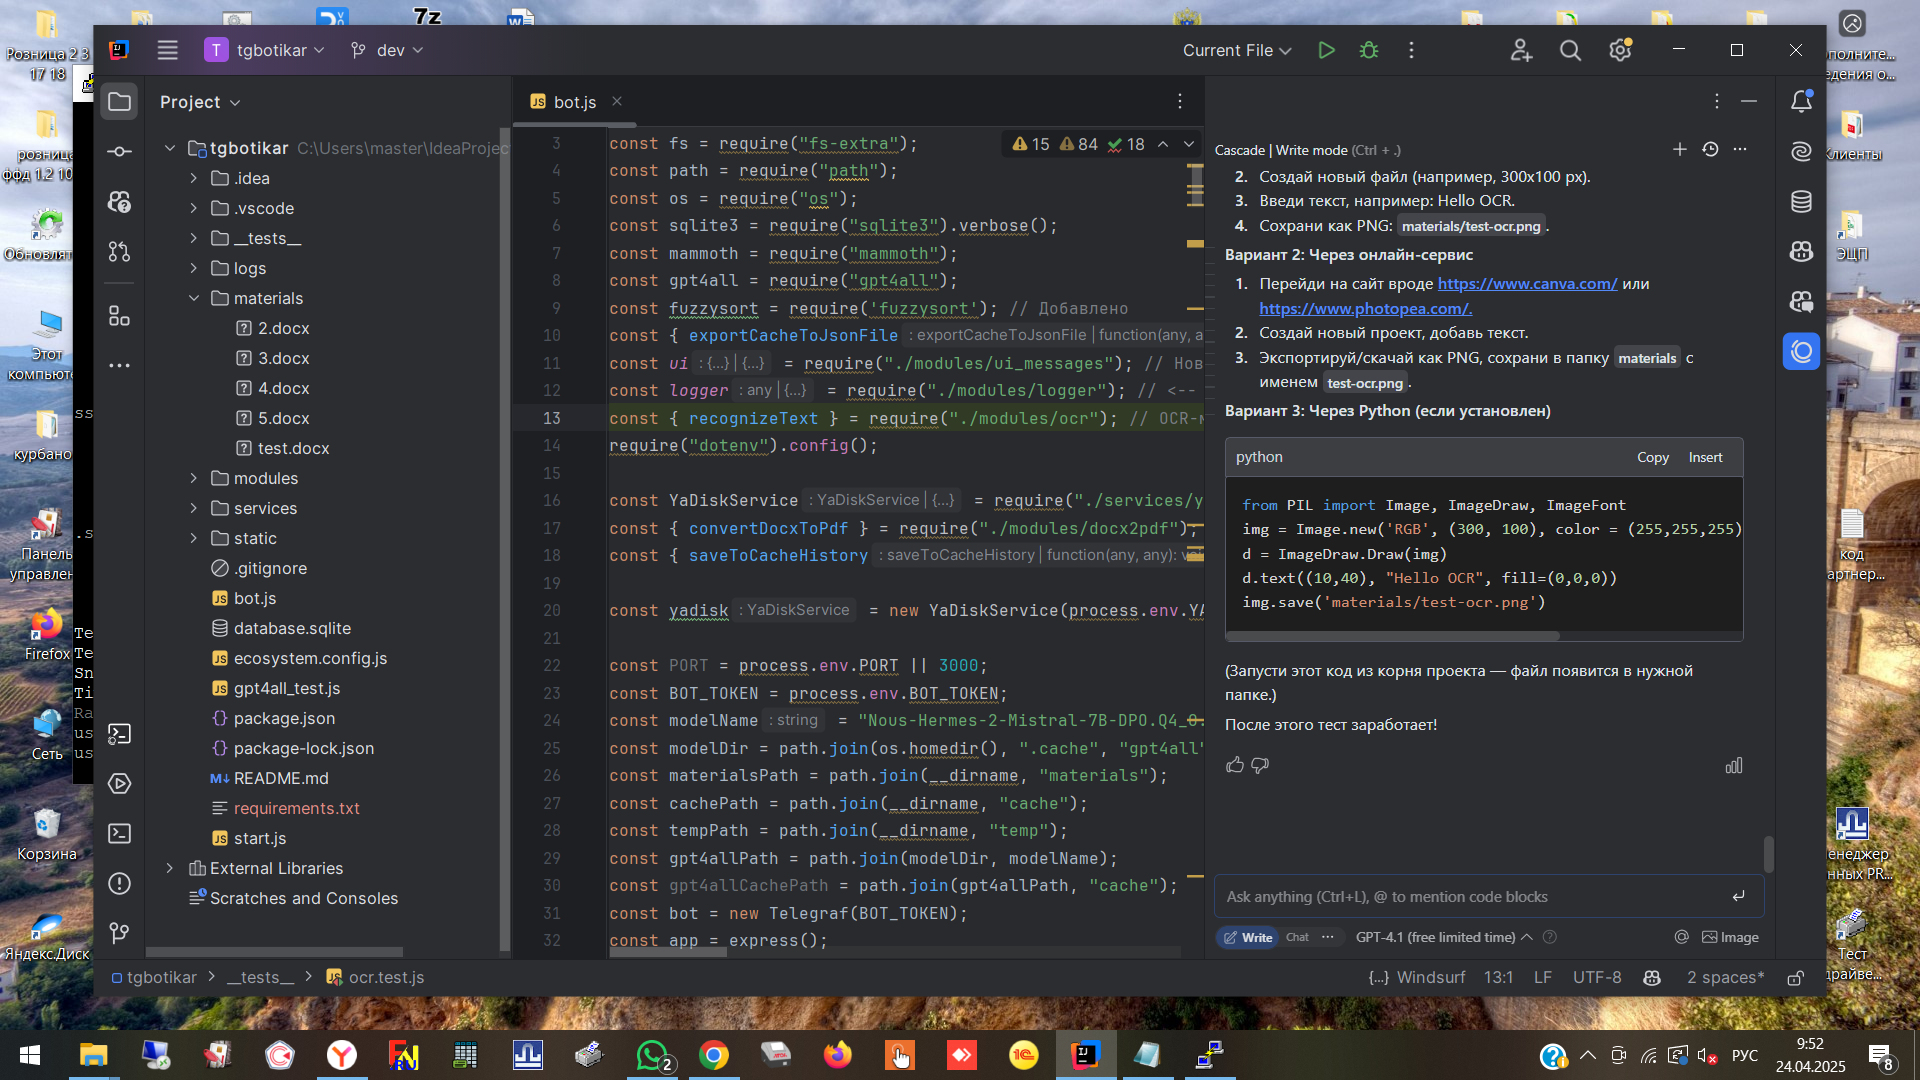 Розница 2 3
17 18
7z
розница
ффд 1.2 10
Обновлят
Этот
компьюте
курбано
Панель
управлен
Firefox
Сеть
Корзина
Яндекс.Диск
T tgbotikar
dev
Current File
Project
tgbotikar C:\Users\master\IdeaProjec
.idea
.vscode
__tests__
logs
materials
2.docx
3.docx
4.docx
5.docx
test.docx
modules
services
static
.gitignore
bot.js
database.sqlite
ecosystem.config.js
gpt4all_test.js
package.json
package-lock.json
README.md
requirements.txt
start.js
External Libraries
Scratches and Consoles
bot.js
15 84 18
3 const fs = require("fs-extra");
4 const path = require("path");
5 const os = require("os");
6 const sqlite3 = require("sqlite3").verbose();
7 const mammoth = require("mammoth");
8 const gpt4all = require("gpt4all");
9 const fuzzysort = require('fuzzysort'); // Добавлено
10 const { exportCacheToJsonFile : exportCacheToJsonFile | function(any, a
11 const ui : {...} | {...} = require("./modules/ui_messages"); // Нов
12 const logger : any | {...} = require("./modules/logger"); // <--
13 const { recognizeText } = require("./modules/ocr"); // OCR-м
14 require("dotenv").config();
15
16 const YaDiskService : YaDiskService | {...} = require("./services/y
17 const { convertDocxToPdf } = require("./modules/docx2pdf");
18 const { saveToCacheHistory : saveToCacheHistory | function(any, any): v
19
20 const yadisk : YaDiskService = new YaDiskService(process.env.YA
21
22 const PORT = process.env.PORT || 3000;
23 const BOT_TOKEN = process.env.BOT_TOKEN;
24 const modelName : string = "Nous-Hermes-2-Mistral-7B-DPO.Q4_0.
25 const modelDir = path.join(os.homedir(), ".cache", "gpt4all"
26 const materialsPath = path.join(__dirname, "materials");
27 const cachePath = path.join(__dirname, "cache");
28 const tempPath = path.join(__dirname, "temp");
29 const gpt4allPath = path.join(modelDir, modelName);
30 const gpt4allCachePath = path.join(gpt4allPath, "cache");
31 const bot = new Telegraf(BOT_TOKEN);
32 const app = express();
Cascade | Write mode (Ctrl + .)
2. Создай новый файл (например, 300x100 px).
3. Введи текст, например: Hello OCR.
4. Сохрани как PNG: materials/test-ocr.png.
Вариант 2: Через онлайн-сервис
1. Перейди на сайт вроде https://www.canva.com/ или
https://www.photopea.com/.
2. Создай новый проект, добавь текст.
3. Экспортируй/скачай как PNG, сохрани в папку materials с
именем test-ocr.png.
Вариант 3: Через Python (если установлен)
python Copy Insert
from PIL import Image, ImageDraw, ImageFont
img = Image.new('RGB', (300, 100), color = (255,255,255)
d = ImageDraw.Draw(img)
d.text((10,40), "Hello OCR", fill=(0,0,0))
img.save('materials/test-ocr.png')
(Запусти этот код из корня проекта — файл появится в нужной
папке.)
После этого тест заработает!
Ask anything (Ctrl+L), @ to mention code blocks
Write Chat ... GPT-4.1 (free limited time) Image
tgbotikar > __tests__ > ocr.test.js
{...} Windsurf 13:1 LF UTF-8 2 spaces*
ss
.s
Te
Te
Sn
Ti
Ra
us
us
ополните...
едения о...
Клиенты
ЭЦП
код
артнер...
енеджер
нных PR...
Тест
драйве...
2
РУС
9:52
24.04.2025
8